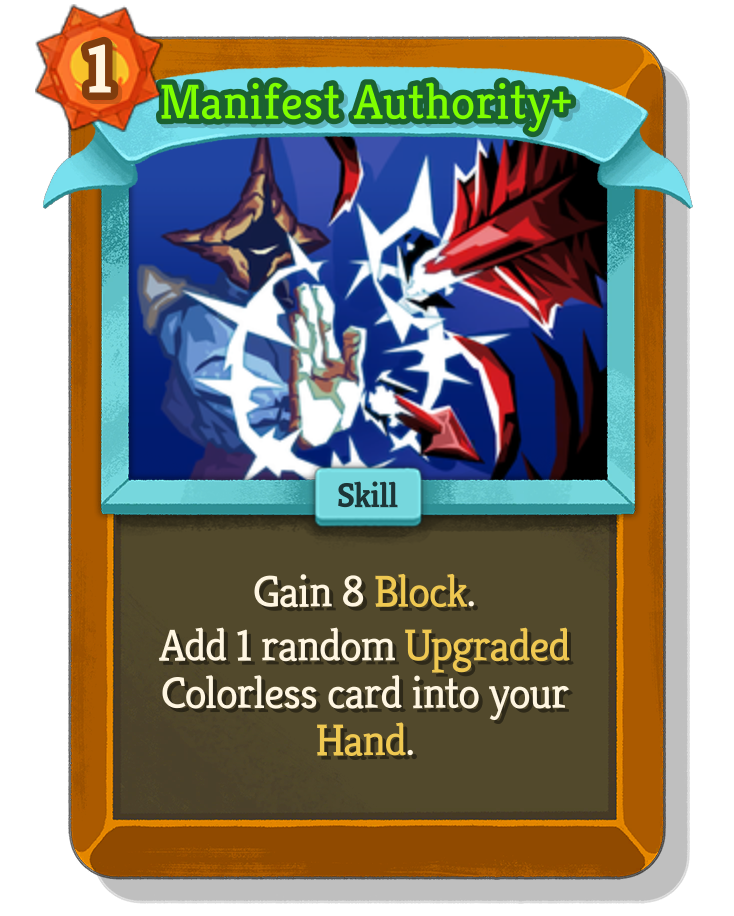 1
Manifest Authority+
Skill
Gain 8 Block.
Add 1 random Upgraded
Colorless card into your
Hand.